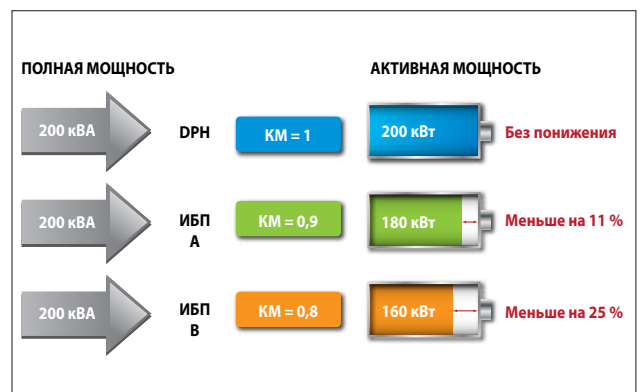 ПОЛНАЯ МОЩНОСТЬ
АКТИВНАЯ МОЩНОСТЬ
200 кВА
DPH
КМ = 1
200 кВт
Без понижения
200 кВА
ИБП
А
КМ = 0,9
180 кВт
Меньше на 11 %
200 кВА
ИБП
В
КМ = 0,8
160 кВт
Меньше на 25 %